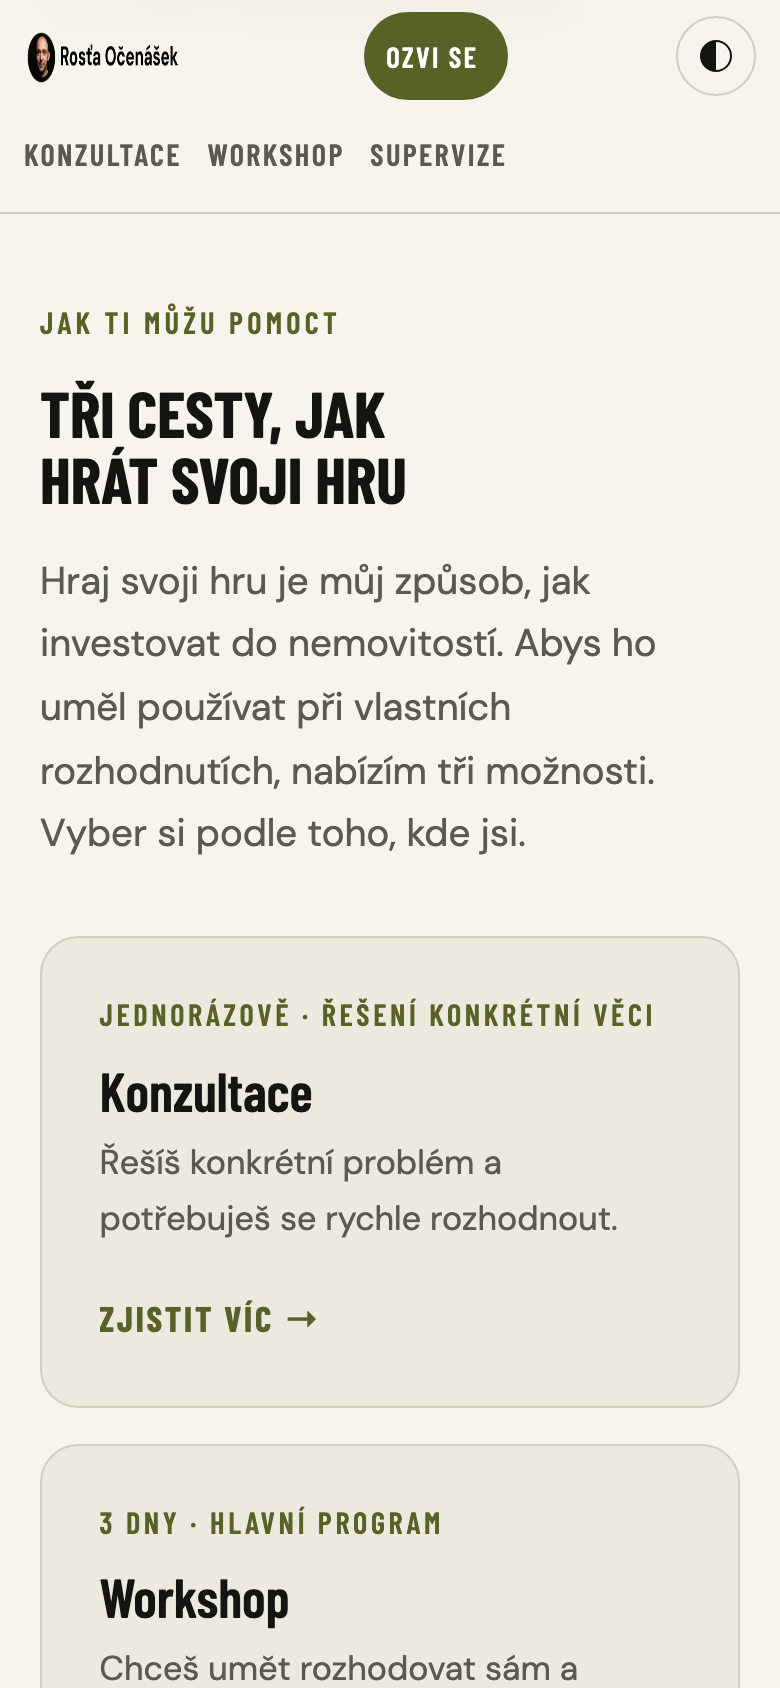 Rosťa Očenášek
OZVI SE
KONZULTACE WORKSHOP SUPERVIZE
JAK TI MŮŽU POMOCT
TŘI CESTY, JAK
HRÁT SVOJI HRU
Hraj svoji hru je můj způsob, jak
investovat do nemovitostí. Abys ho
uměl používat při vlastních
rozhodnutích, nabízím tři možnosti.
Vyber si podle toho, kde jsi.
JEDNORÁZOVĚ · ŘEŠENÍ KONKRÉTNÍ VĚCI
Konzultace
Řešíš konkrétní problém a
potřebuješ se rychle rozhodnout.
ZJISTIT VÍC →
3 DNY · HLAVNÍ PROGRAM
Workshop
Chceš umět rozhodovat sám a